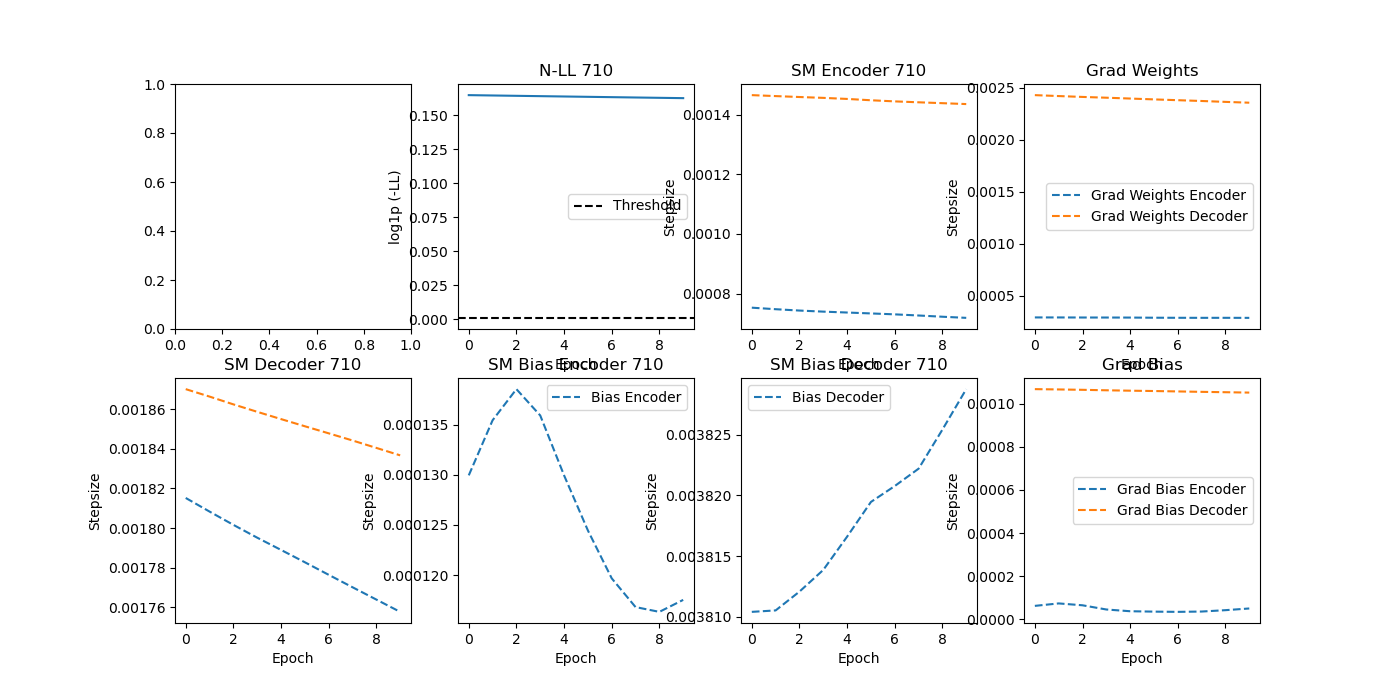 1.0
0.8
0.6
0.4
0.2
0.0
0.0 0.2 0.4 0.6 0.8 1.0
N-LL 710
log1p (-LL)
0.150
0.125
0.100
0.075
0.050
0.025
0.000
Threshold
0 2 4 6 8
Epoch
SM Encoder 710
Stepsize
0.0014
0.0012
0.0010
0.0008
0 2 4 6 8
Epoch
Grad Weights
Stepsize
0.0025
0.0020
0.0015
0.0010
0.0005
Grad Weights Encoder
Grad Weights Decoder
0 2 4 6 8
Epoch
SM Decoder 710
Stepsize
0.00186
0.00184
0.00182
0.00180
0.00178
0.00176
0 2 4 6 8
Epoch
SM Bias Encoder 710
Stepsize
0.000135
0.000130
0.000125
0.000120
Bias Encoder
0 2 4 6 8
Epoch
SM Bias Decoder 710
Stepsize
0.003825
0.003820
0.003815
0.003810
Bias Decoder
0 2 4 6 8
Epoch
Grad Bias
Stepsize
0.0010
0.0008
0.0006
0.0004
0.0002
0.0000
Grad Bias Encoder
Grad Bias Decoder
0 2 4 6 8
Epoch